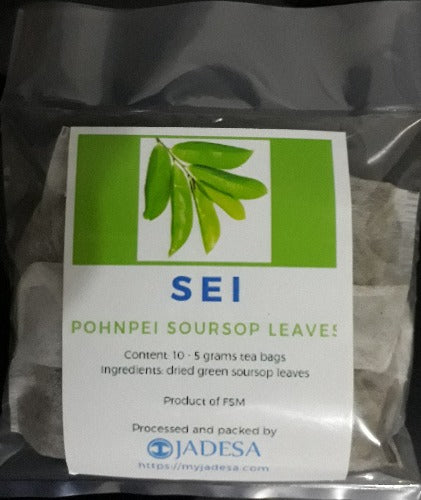 SEI
POHNPEI SOURSOP LEAVES
Content: 10 - 5 grams tea bags
Ingredients: dried green soursop leaves
Product of FSM
Processed and packed by
JADESA
https://myjadesa.com